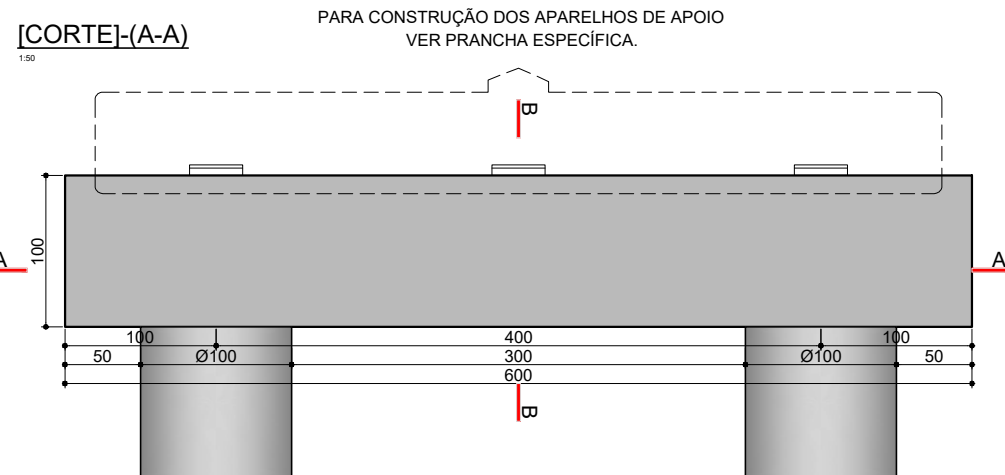 [CORTE]-(A-A)
1:50
PARA CONSTRUÇÃO DOS APARELHOS DE APOIO
VER PRANCHA ESPECÍFICA.
B
100
A
A
100 400 100
50 Ø100 300 Ø100 50
600
B